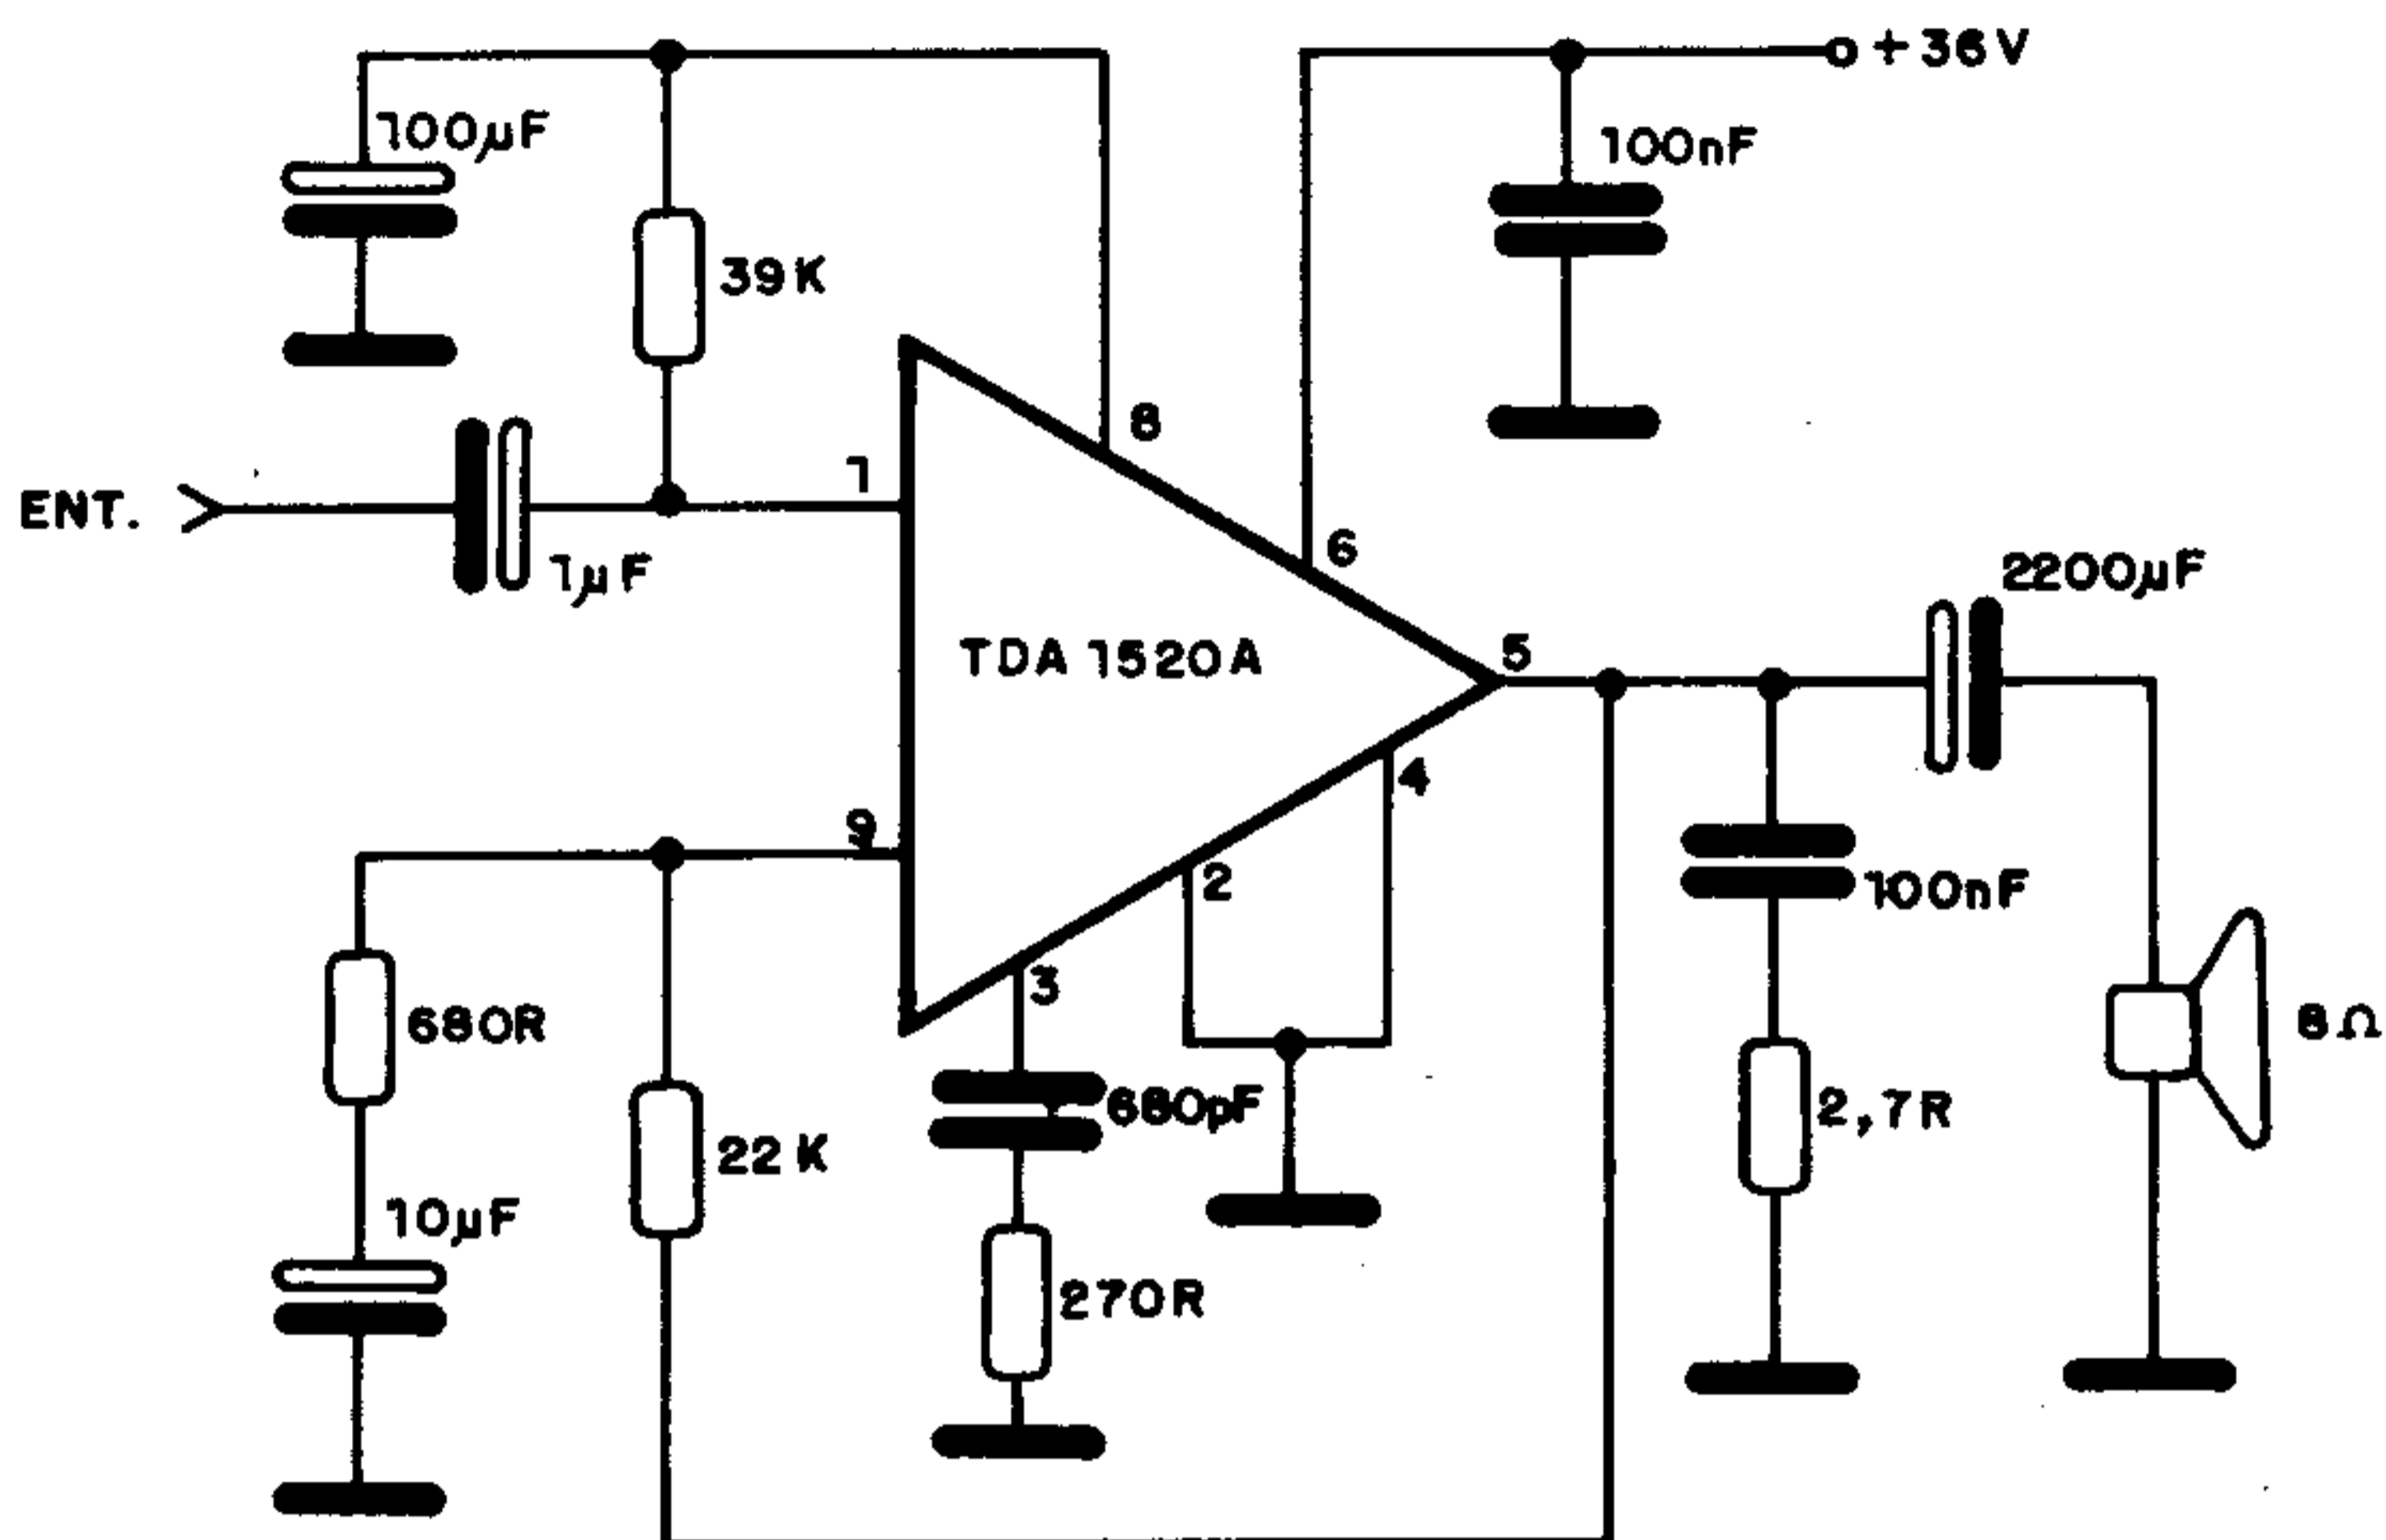 +36V
100µF
100nF
39K
8
1
ENT.
1µF
6
2200µF
TDA 1520A
5
4
9
2
100nF
3
680R
680pF
8Ω
2,7R
22K
10µF
270R